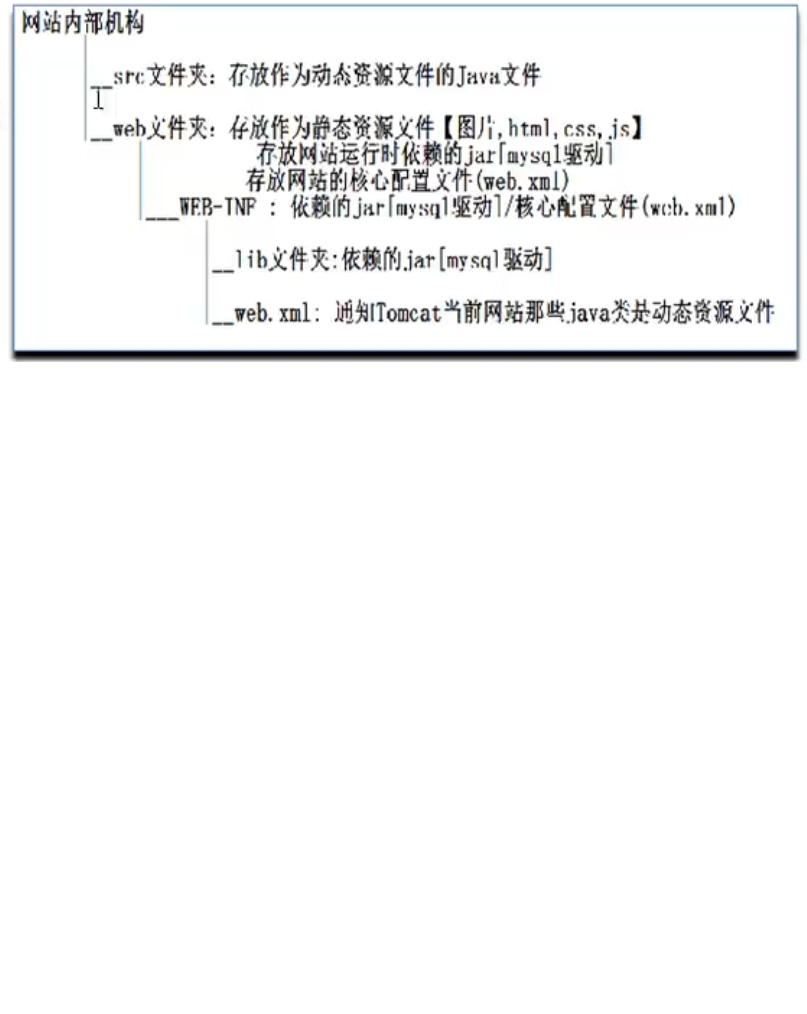 网站内部机构
__src文件夹：存放作为动态资源文件的Java文件
__web文件夹：存放作为静态资源文件【图片,html,css,js】
存放网站运行时依赖的jar[mysql驱动]
存放网站的核心配置文件(web.xml)
___WEB-INF : 依赖的jar[mysql驱动]/核心配置文件(web.xml)
__lib文件夹:依赖的jar[mysql驱动]
__web.xml: 通知Tomcat当前网站那些java类是动态资源文件